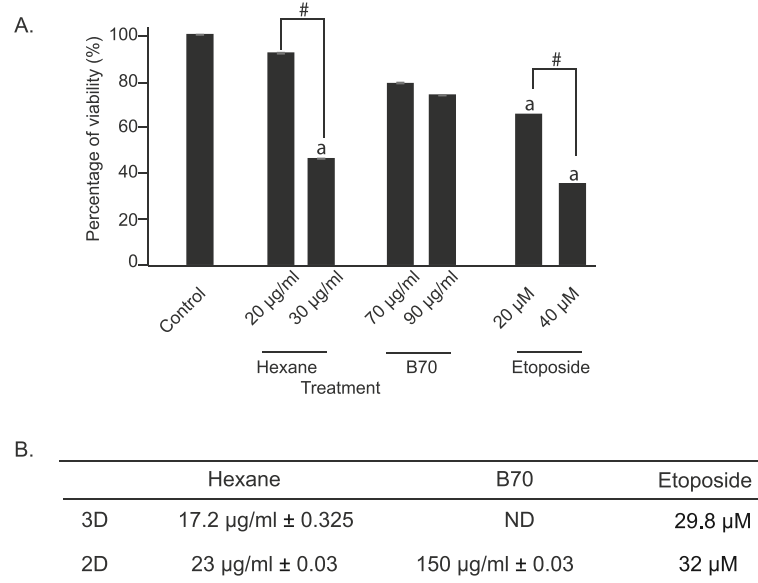 A.
Percentage of viability (%)
100
80
60
40
20
0
#
a
#
a
a
Control
20 µg/ml
30 µg/ml
70 µg/ml
90 µg/ml
20 µM
40 µM
Hexane
B70
Etoposide
Treatment
B.
Hexane B70 Etoposide
3D 17.2 µg/ml ± 0.325 ND 29.8 µM
2D 23 µg/ml ± 0.03 150 µg/ml ± 0.03 32 µM